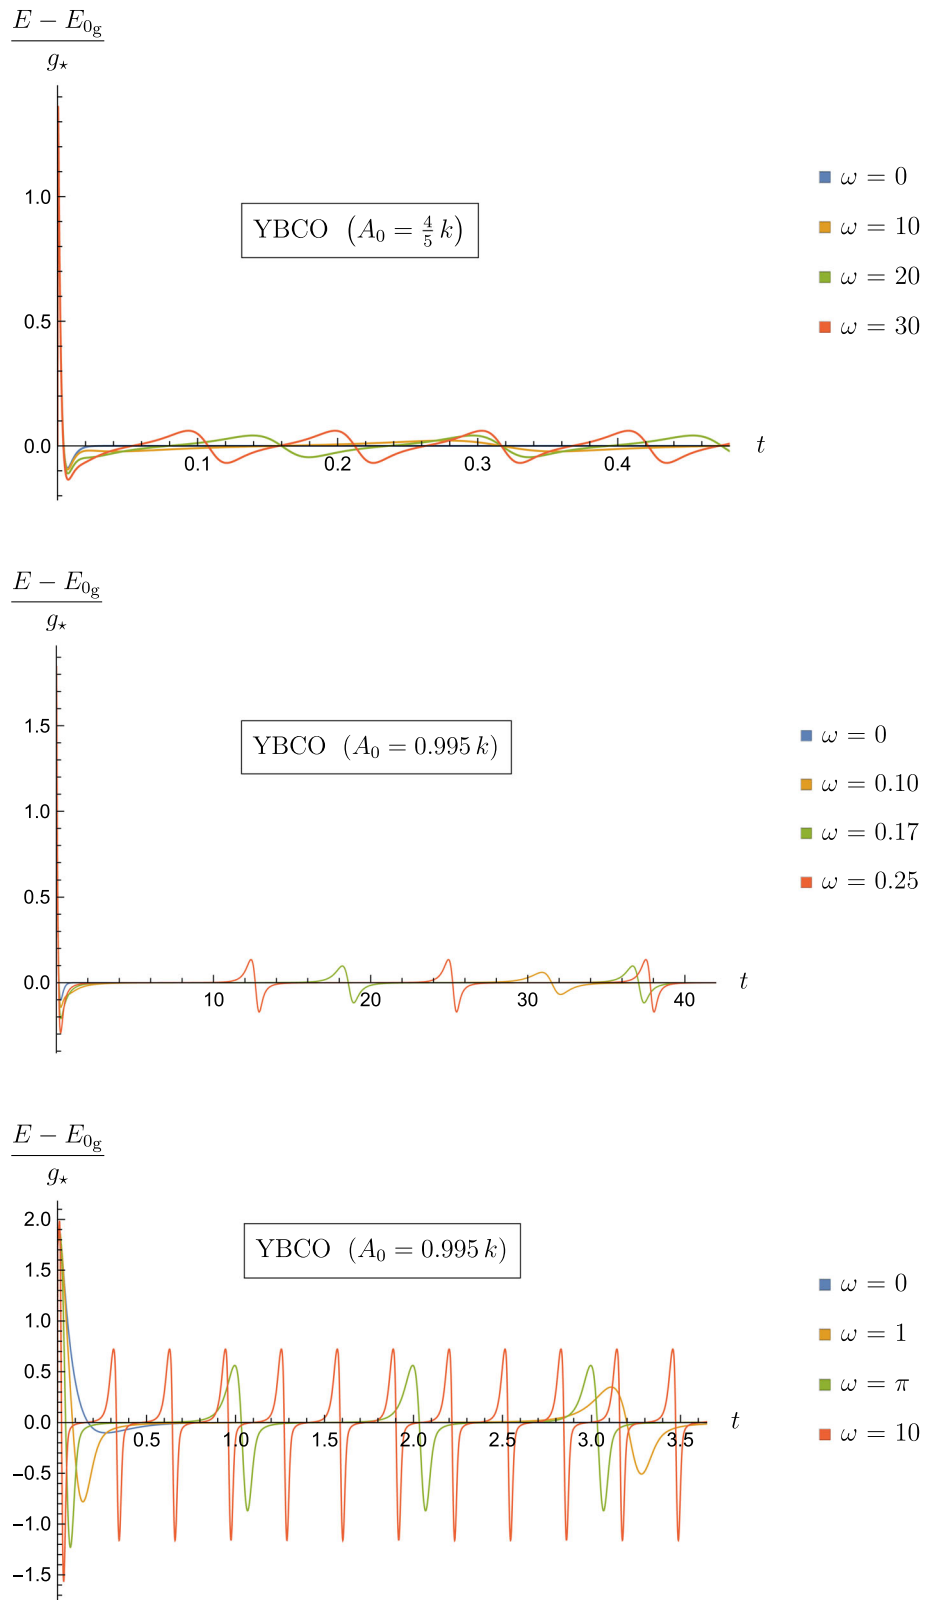 E − E₀g
g⋆
1.0
0.5
0.0
0.1 0.2 0.3 0.4 t
YBCO (A₀ = 4/5 k)
ω = 0
ω = 10
ω = 20
ω = 30
E − E₀g
g⋆
1.5
1.0
0.5
0.0
10 20 30 40 t
YBCO (A₀ = 0.995 k)
ω = 0
ω = 0.10
ω = 0.17
ω = 0.25
E − E₀g
g⋆
2.0
1.5
1.0
0.5
0.0
−0.5
−1.0
−1.5
0.5 1.0 1.5 2.0 2.5 3.0 3.5 t
YBCO (A₀ = 0.995 k)
ω = 0
ω = 1
ω = π
ω = 10